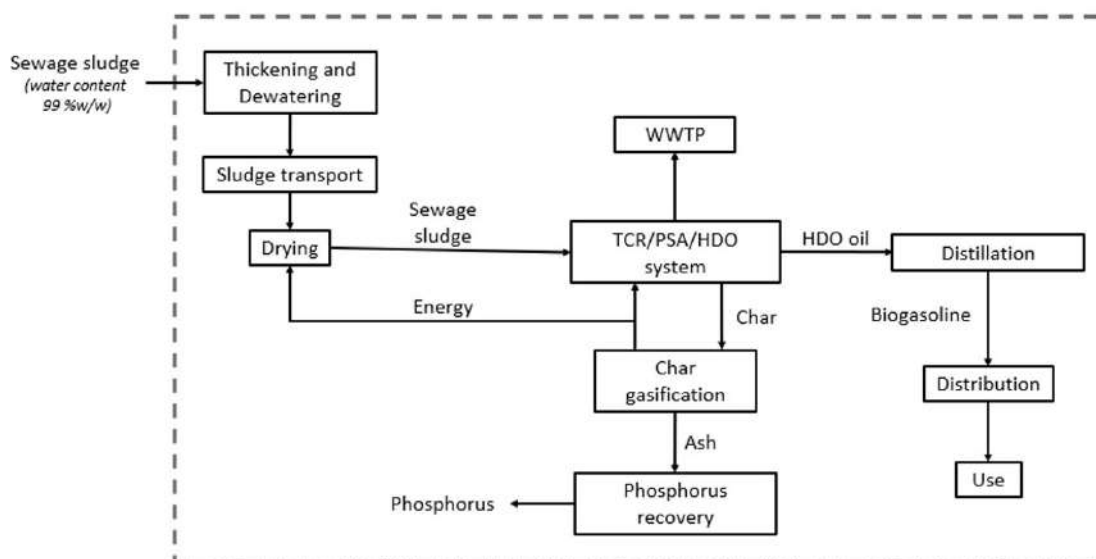 Sewage sludge
(water content
99 %w/w)
Thickening and
Dewatering
Sludge transport
Drying
Sewage
sludge
Energy
WWTP
TCR/PSA/HDO
system
HDO oil
Distillation
Char
Biogasoline
Char
gasification
Distribution
Ash
Use
Phosphorus
Phosphorus
recovery